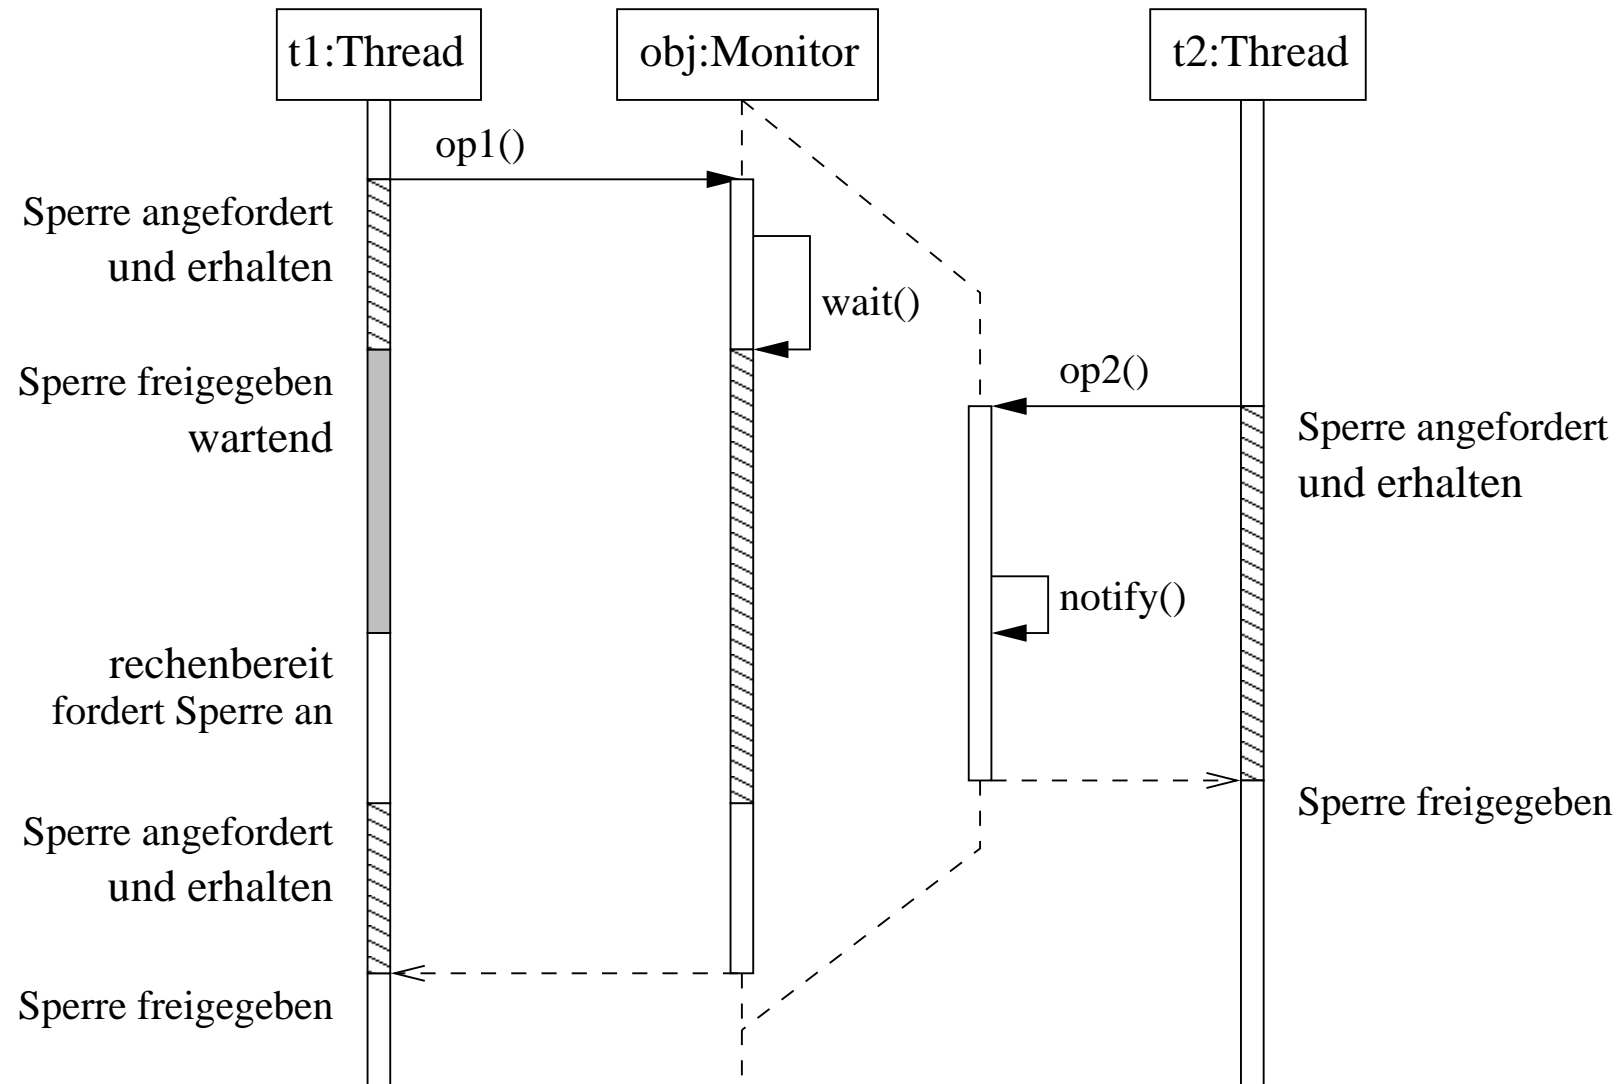 t1:Thread
obj:Monitor
t2:Thread
op1()
Sperre angefordert
und erhalten
wait()
Sperre freigegeben
wartend
op2()
Sperre angefordert
und erhalten
notify()
rechenbereit
fordert Sperre an
Sperre freigegeben
Sperre angefordert
und erhalten
Sperre freigegeben